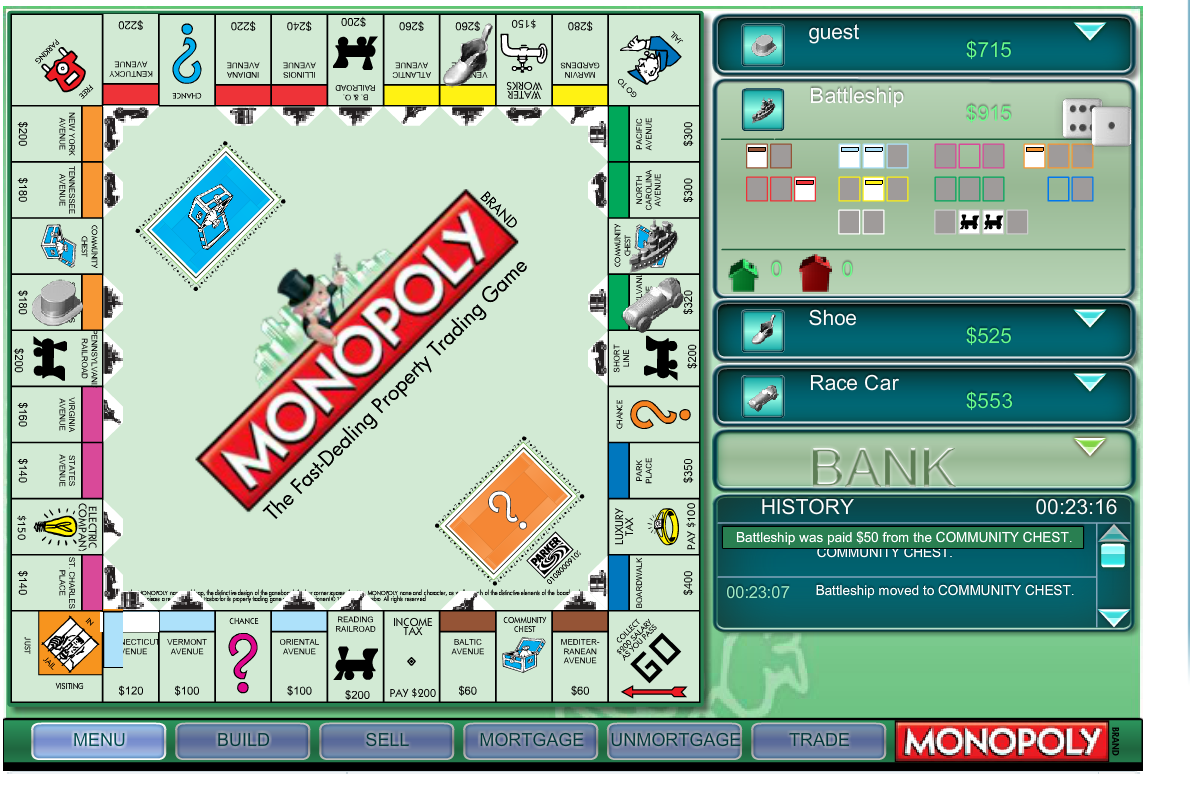 FREE
PARKING
$220
KENTUCKY
AVENUE
CHANCE
$220
INDIANA
AVENUE
$240
ILLINOIS
AVENUE
$200
B. & O.
RAILROAD
$260
ATLANTIC
AVENUE
$260
VEN
$150
WATER
WORKS
$280
MARVIN
GARDENS
GO TO
JAIL
$200
NEW YORK
AVENUE
$180
TENNESSEE
AVENUE
COMMUNITY
CHEST
$180
$200
PENNSYLVANI
RAILROAD
$160
VIRGINIA
AVENUE
$140
STATES
AVENUE
$150
ELECTRIC
COMPANY
$140
ST. CHARLES
PLACE
PACIFIC
AVENUE
$300
NORTH
CAROLINA
AVENUE
$300
COMMUNITY
CHEST
$320
SHORT
LINE
$200
CHANCE
PARK
PLACE
$350
LUXURY
TAX
PAY $100
BOARDWALK
$400
BRAND
MONOPOLY
The Fast-Dealing Property Trading Game
PARKER
JUST
IN
JAIL
VISITING
NECTICUT
VENUE
$120
VERMONT
AVENUE
$100
CHANCE
ORIENTAL
AVENUE
$100
READING
RAILROAD
$200
INCOME
TAX
PAY $200
BALTIC
AVENUE
$60
COMMUNITY
CHEST
MEDITER-
RANEAN
AVENUE
$60
COLLECT
$200 SALARY
AS YOU PASS
GO
guest
$715
Battleship
$915
0
0
Shoe
$525
Race Car
$553
BANK
HISTORY
00:23:16
Battleship was paid $50 from the COMMUNITY CHEST.
COMMUNITY CHEST.
00:23:07
Battleship moved to COMMUNITY CHEST.
MENU
BUILD
SELL
MORTGAGE
UNMORTGAGE
TRADE
MONOPOLY
BRAND